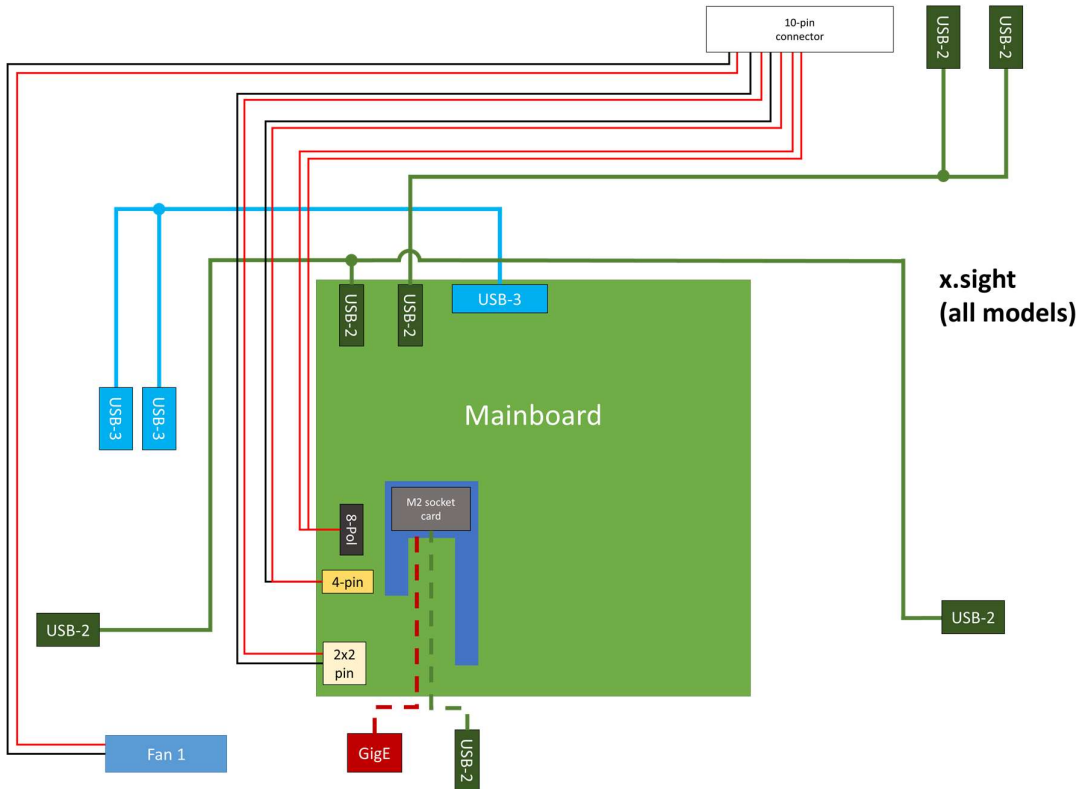 10-pin
connector
USB-2
USB-2
x.sight
(all models)
USB-2
USB-2
USB-3
USB-3
USB-3
Mainboard
M2 socket
card
8-Pol
4-pin
USB-2
USB-2
2x2
pin
Fan 1
GigE
USB-2